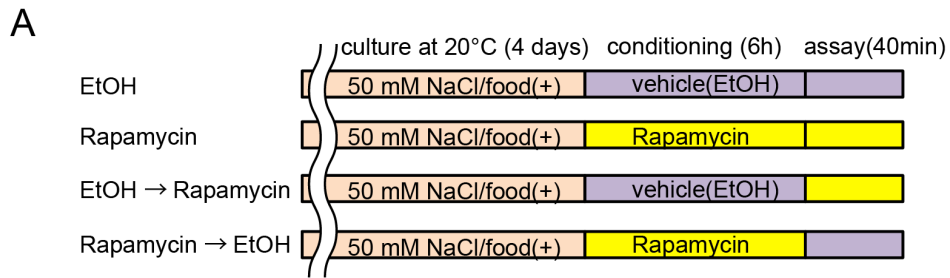 A
culture at 20°C (4 days) conditioning (6h) assay(40min)
EtOH 50 mM NaCl/food(+) vehicle(EtOH)
Rapamycin 50 mM NaCl/food(+) Rapamycin
EtOH → Rapamycin 50 mM NaCl/food(+) vehicle(EtOH)
Rapamycin → EtOH 50 mM NaCl/food(+) Rapamycin